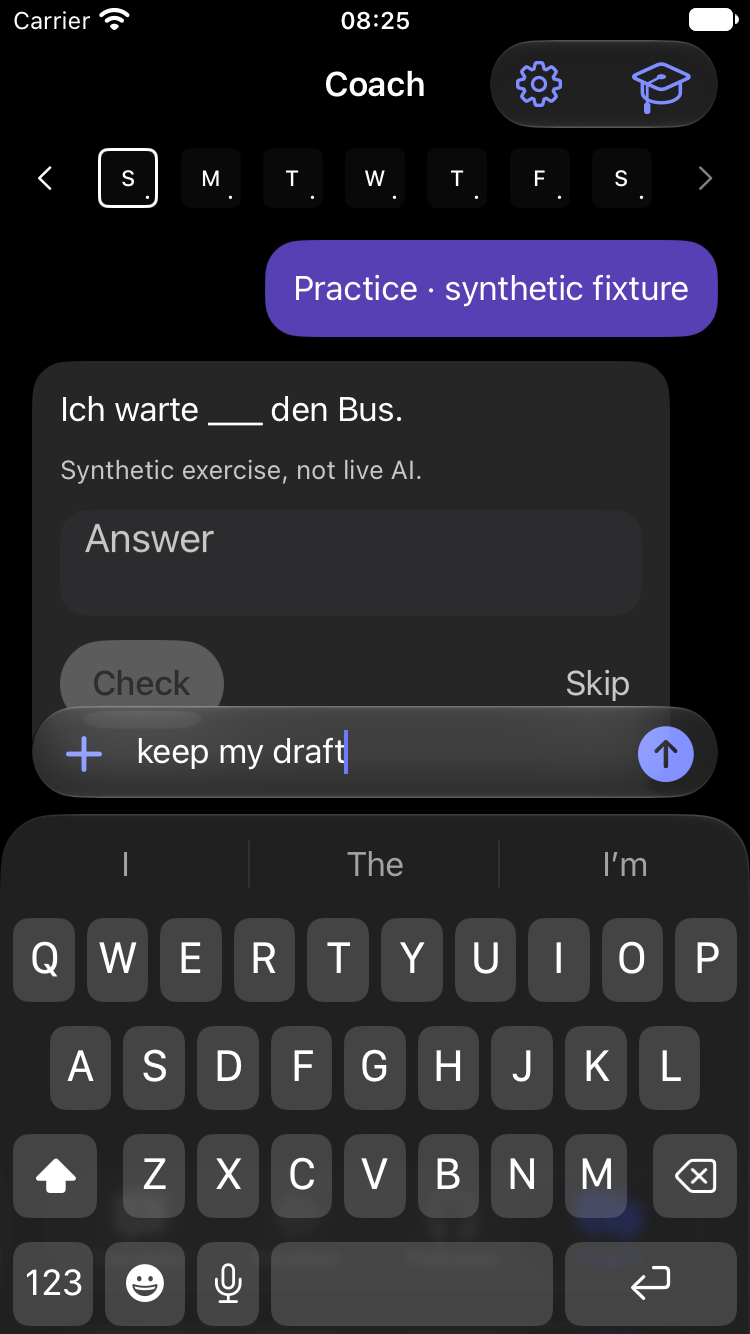 Carrier 08:25
Coach
S. M. T. W. T. F. S.
Practice · synthetic fixture
Ich warte ____ den Bus.
Synthetic exercise, not live AI.
Answer
Check Skip
keep my draft
I The I’m
Q W E R T Y U I O P
A S D F G H J K L
Z X C V B N M
123